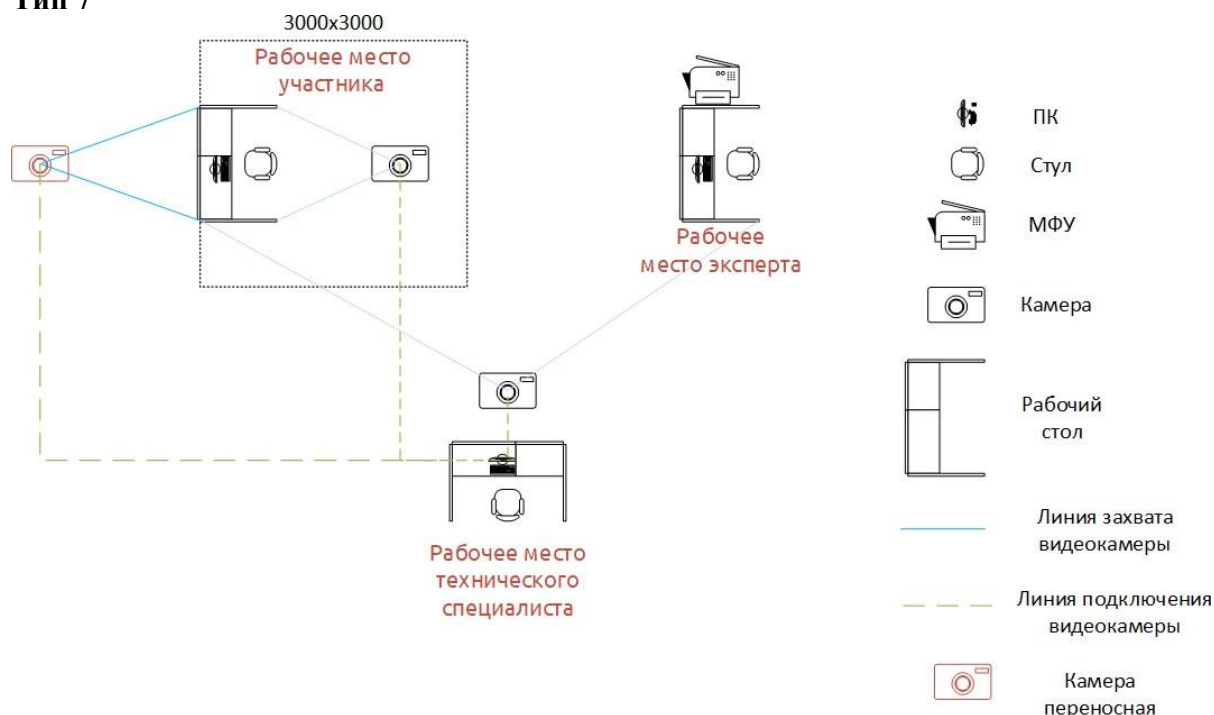 Тип 7
3000x3000
Рабочее место
участника
Рабочее
место эксперта
Рабочее место
технического
специалиста
ПК
Стул
МФУ
Камера
Рабочий
стол
Линия захвата
видеокамеры
Линия подключения
видеокамеры
Камера
переносная